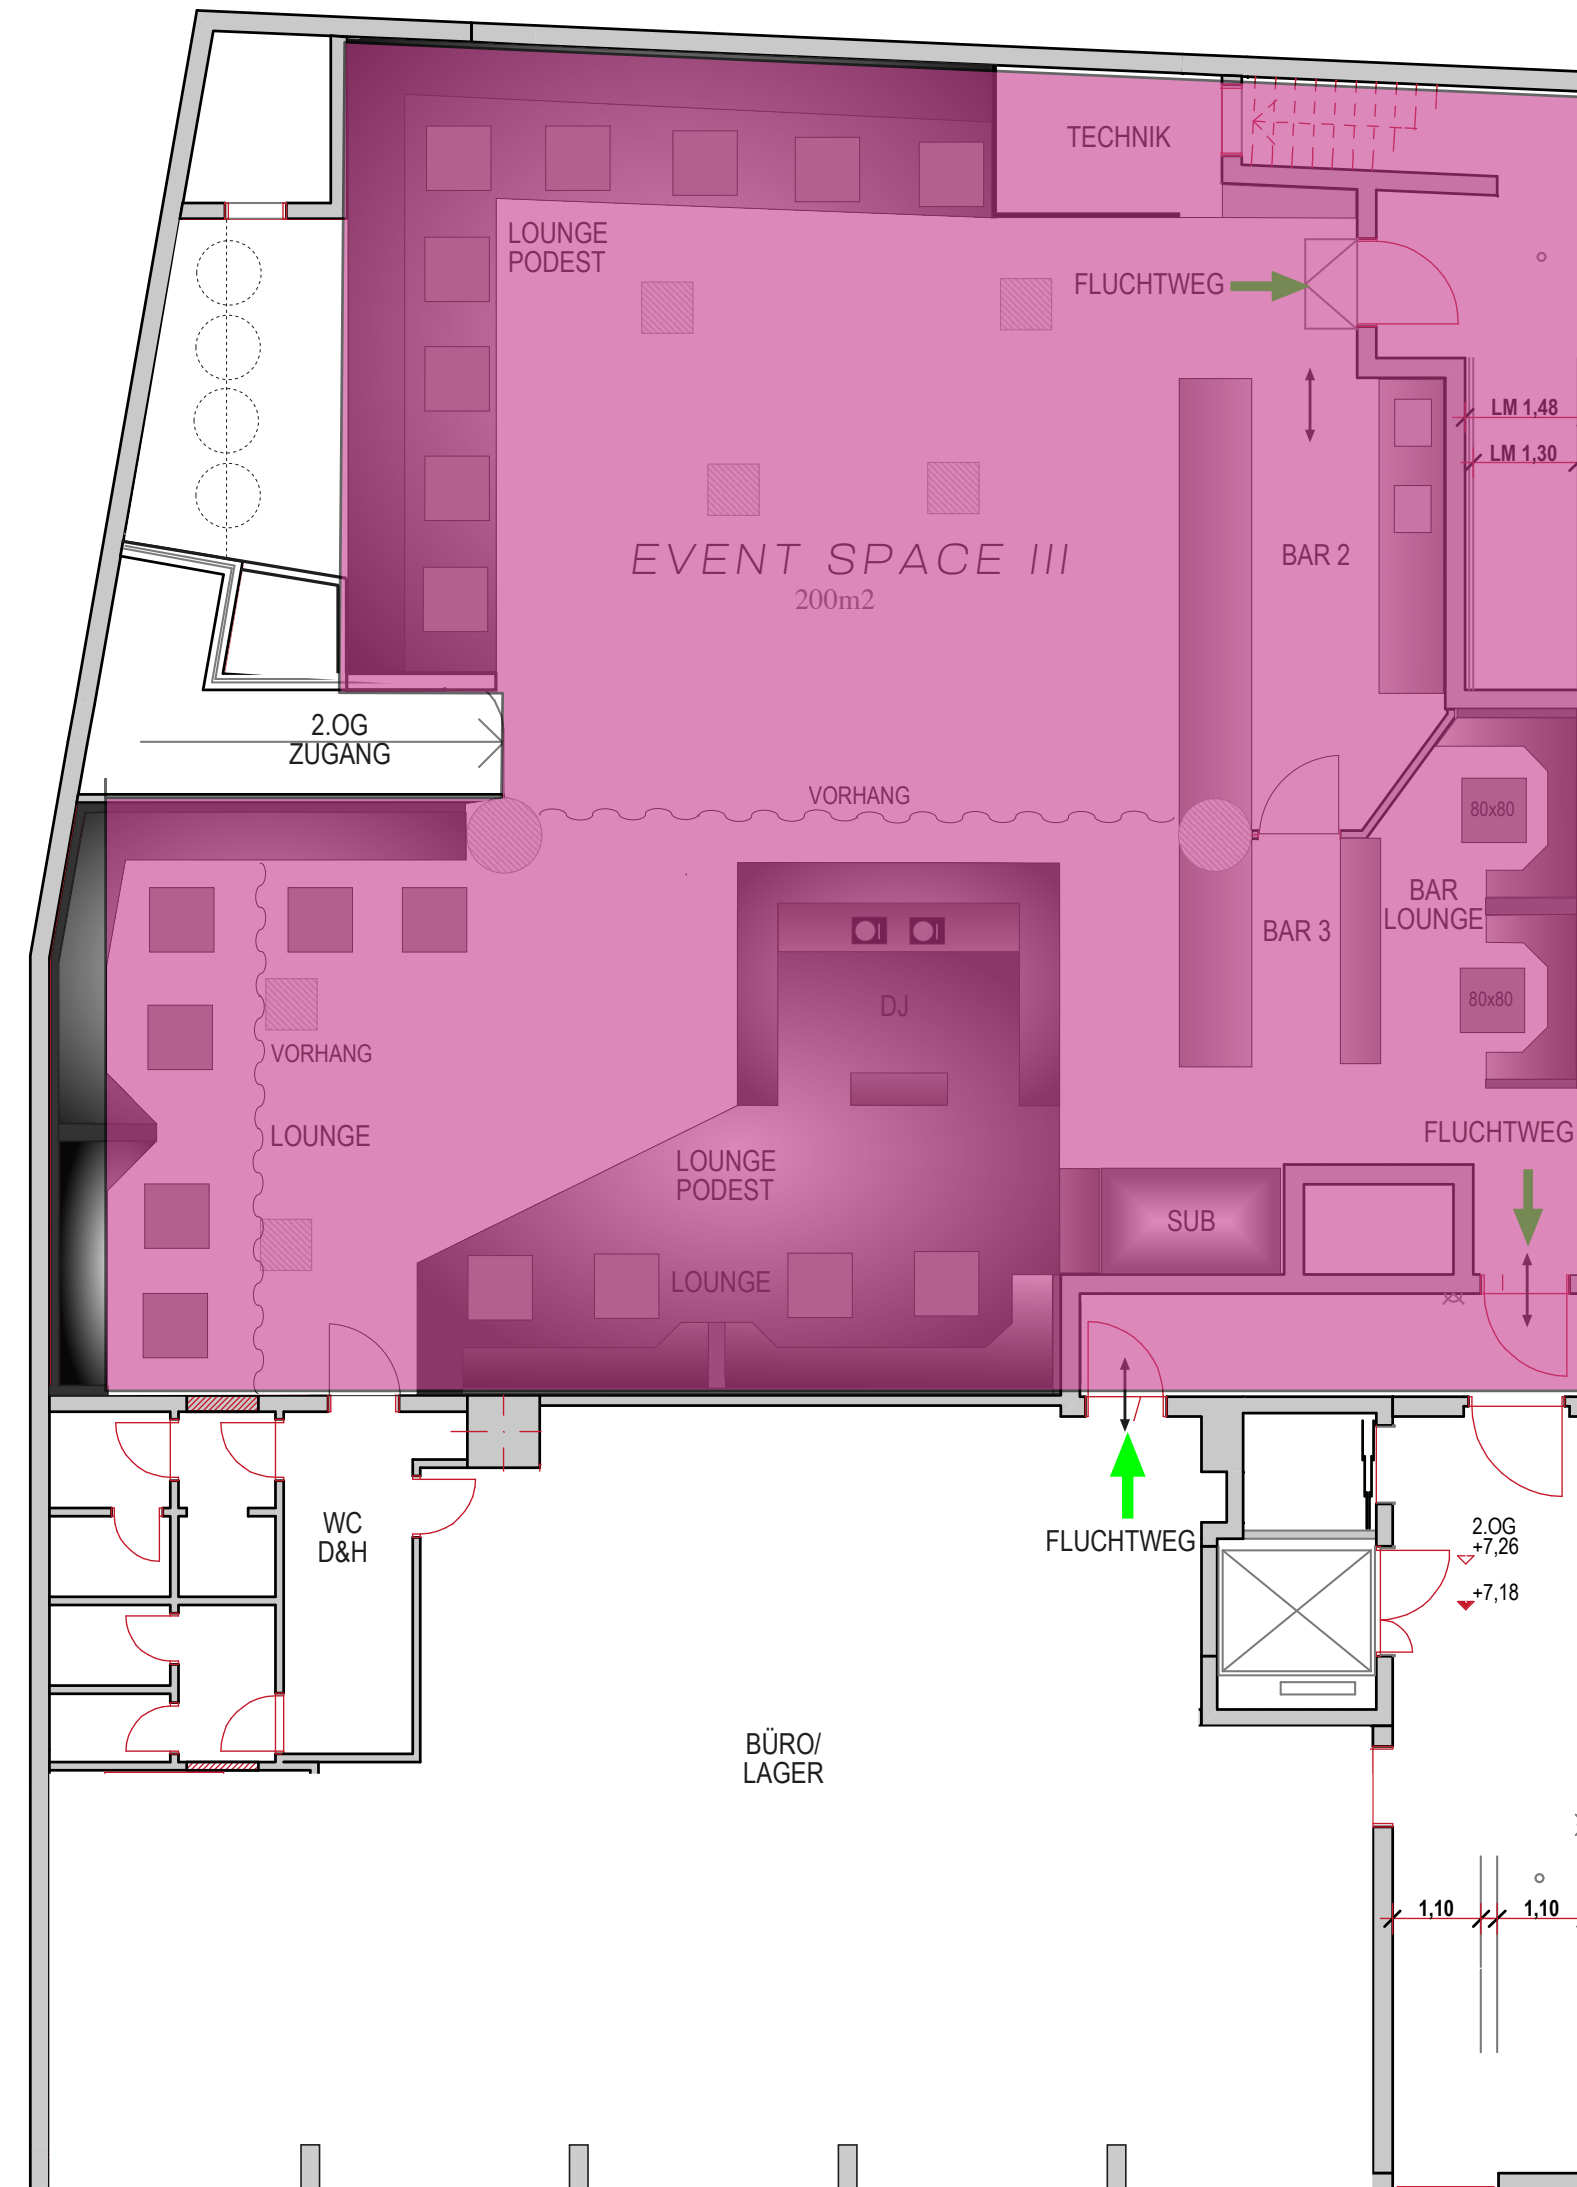 TECHNIK
LOUNGE
PODEST
FLUCHTWEG
LM 1,48
LM 1,30
EVENT SPACE III
200m2
BAR 2
2.OG
ZUGANG
VORHANG
80x80
BAR
LOUNGE
BAR 3
80x80
DJ
VORHANG
LOUNGE
FLUCHTWEG
LOUNGE
PODEST
SUB
LOUNGE
WC
D&H
FLUCHTWEG
2.OG
+7,26
+7,18
BÜRO/
LAGER
1,10
1,10